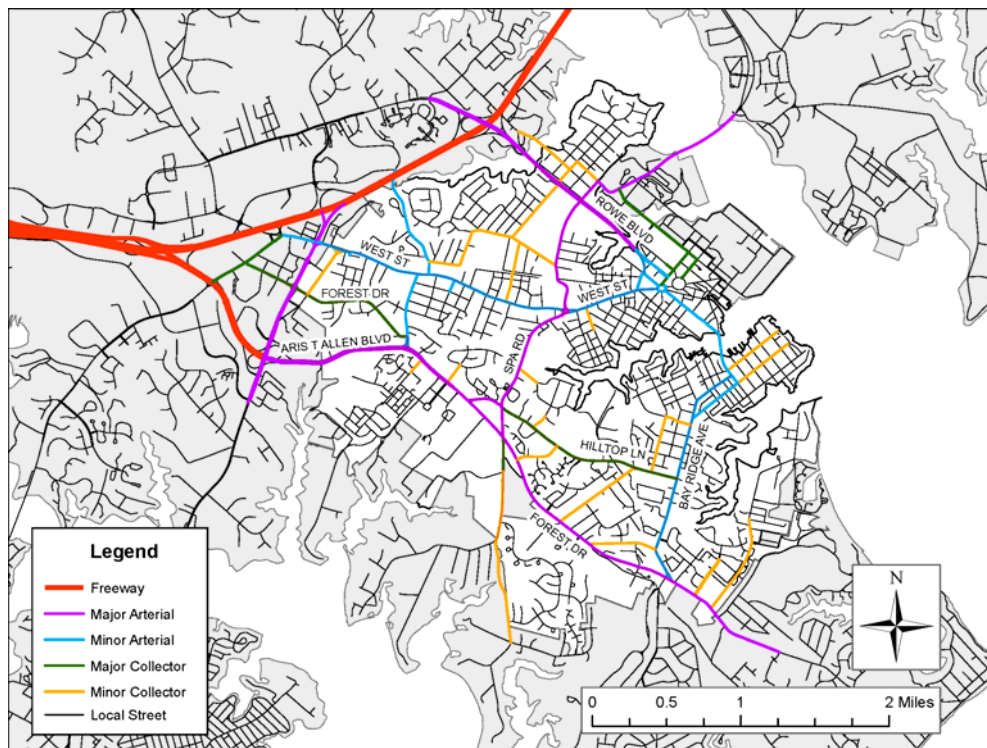 ROWE BLVD
WEST ST
WEST ST
FOREST DR
ARIS T ALLEN BLVD
SPA RD
HILLTOP LN
BAY RIDGE AVE
FOREST DR
Legend
Freeway
Major Arterial
Minor Arterial
Major Collector
Minor Collector
Local Street
N
0 0.5 1 2 Miles